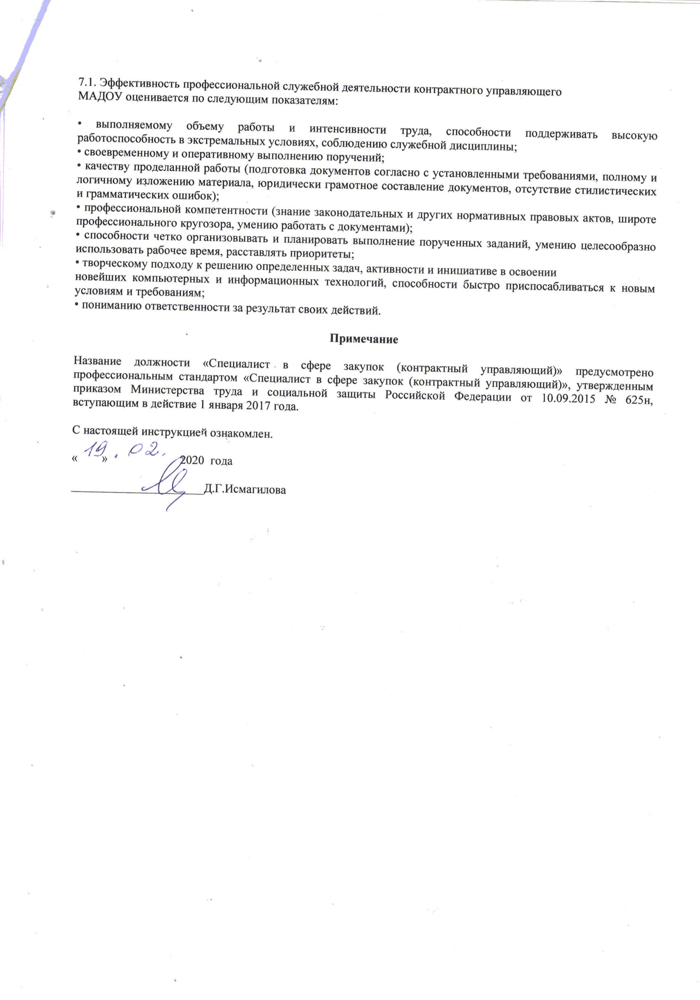 7.1. Эффективность профессиональной служебной деятельности контрактного управляющего
МАДОУ оценивается по следующим показателям:
• выполняемому объему работы и интенсивности труда, способности поддерживать высокую
работоспособность в экстремальных условиях, соблюдению служебной дисциплины;
• своевременному и оперативному выполнению поручений;
• качеству проделанной работы (подготовка документов согласно с установленными требованиями, полному и
логичному изложению материала, юридически грамотное составление документов, отсутствие стилистических
и грамматических ошибок);
• профессиональной компетентности (знание законодательных и других нормативных правовых актов, широте
профессионального кругозора, умению работать с документами);
• способности четко организовывать и планировать выполнение порученных заданий, умению целесообразно
использовать рабочее время, расставлять приоритеты;
• творческому подходу к решению определенных задач, активности и инициативе в освоении
новейших компьютерных и информационных технологий, способности быстро приспосабливаться к новым
условиям и требованиям;
• пониманию ответственности за результат своих действий.
Примечание
Название должности «Специалист в сфере закупок (контрактный управляющий)» предусмотрено
профессиональным стандартом «Специалист в сфере закупок (контрактный управляющий)», утвержденным
приказом Министерства труда и социальной защиты Российской Федерации от 10.09.2015 № 625н,
вступающим в действие 1 января 2017 года.
С настоящей инструкцией ознакомлен.
« 19 » . 02. 2020 года
Д.Г.Исмагилова